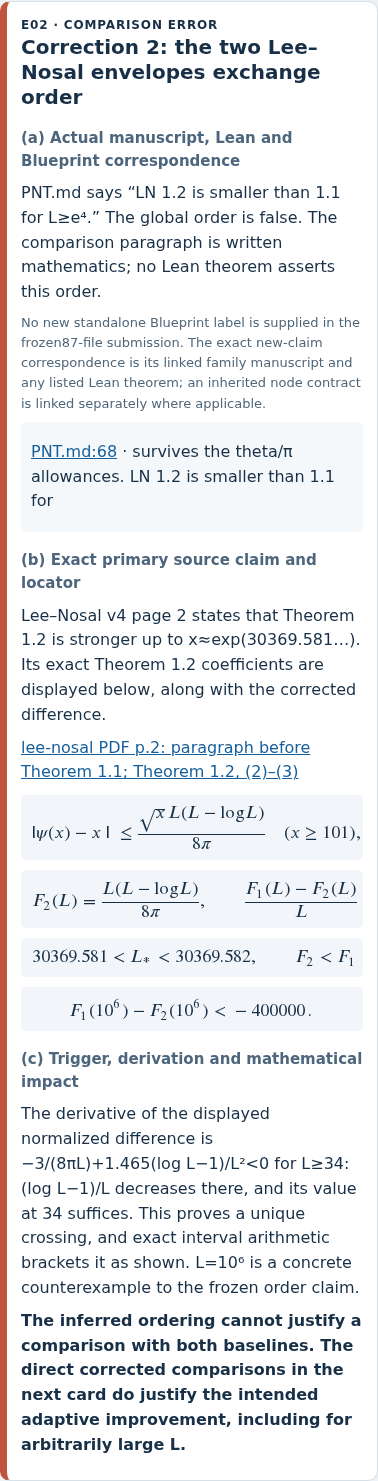 E02 · COMPARISON ERROR
Correction 2: the two Lee–
Nosal envelopes exchange
order
(a) Actual manuscript, Lean and
Blueprint correspondence
PNT.md says “LN 1.2 is smaller than 1.1
for L≥e⁴.” The global order is false. The
comparison paragraph is written
mathematics; no Lean theorem asserts
this order.
No new standalone Blueprint label is supplied in the
frozen87-file submission. The exact new-claim
correspondence is its linked family manuscript and
any listed Lean theorem; an inherited node contract
is linked separately where applicable.
PNT.md:68 · survives the theta/π
allowances. LN 1.2 is smaller than 1.1
for
(b) Exact primary source claim and
locator
Lee–Nosal v4 page 2 states that Theorem
1.2 is stronger up to x≈exp(30369.581…).
Its exact Theorem 1.2 coefficients are
displayed below, along with the corrected
difference.
lee-nosal PDF p.2: paragraph before
Theorem 1.1; Theorem 1.2, (2)–(3)
|ψ(x) − x | ≤ √x L(L − logL) / 8π (x ≥ 101),
F₂(L) = L(L − logL) / 8π, F₁(L) − F₂(L) / L
30369.581 < L* < 30369.582, F₂ < F₁
F₁(10⁶) − F₂(10⁶) < − 400000.
(c) Trigger, derivation and mathematical
impact
The derivative of the displayed
normalized difference is
−3/(8πL)+1.465(log L−1)/L²<0 for L≥34:
(log L−1)/L decreases there, and its value
at 34 suffices. This proves a unique
crossing, and exact interval arithmetic
brackets it as shown. L=10⁶ is a concrete
counterexample to the frozen order claim.
The inferred ordering cannot justify a
comparison with both baselines. The
direct corrected comparisons in the
next card do justify the intended
adaptive improvement, including for
arbitrarily large L.